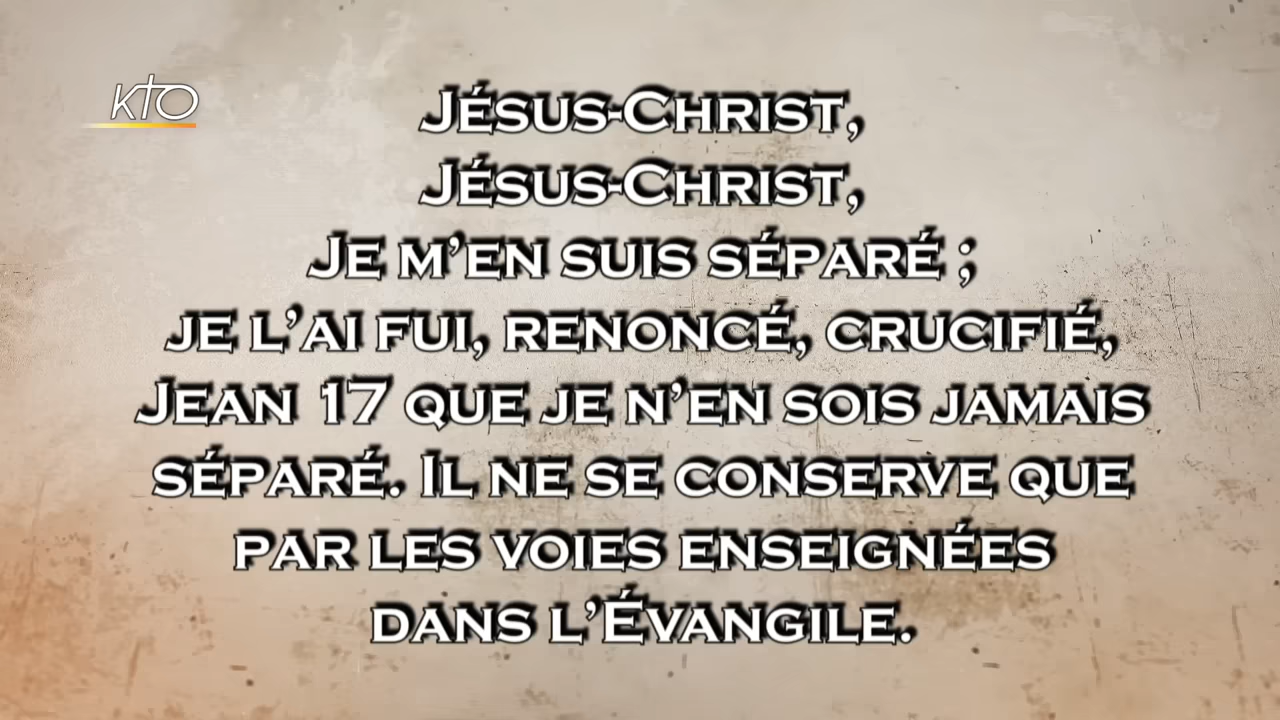 KTO
Jésus-Christ,
Jésus-Christ,
Je m'en suis séparé ;
je l'ai fui, renoncé, crucifié,
Jean 17 que je n'en sois jamais
séparé. Il ne se conserve que
par les voies enseignées
dans l'Évangile.